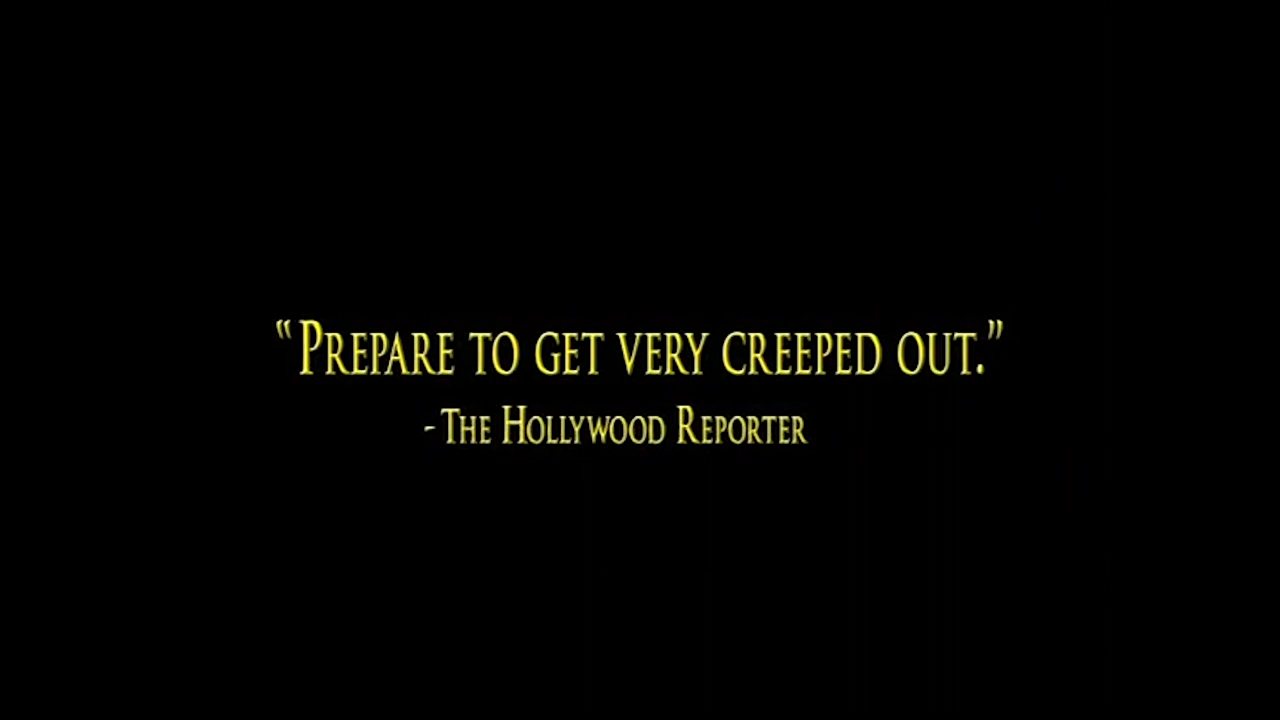 “Prepare to get very creeped out.”
- The Hollywood Reporter